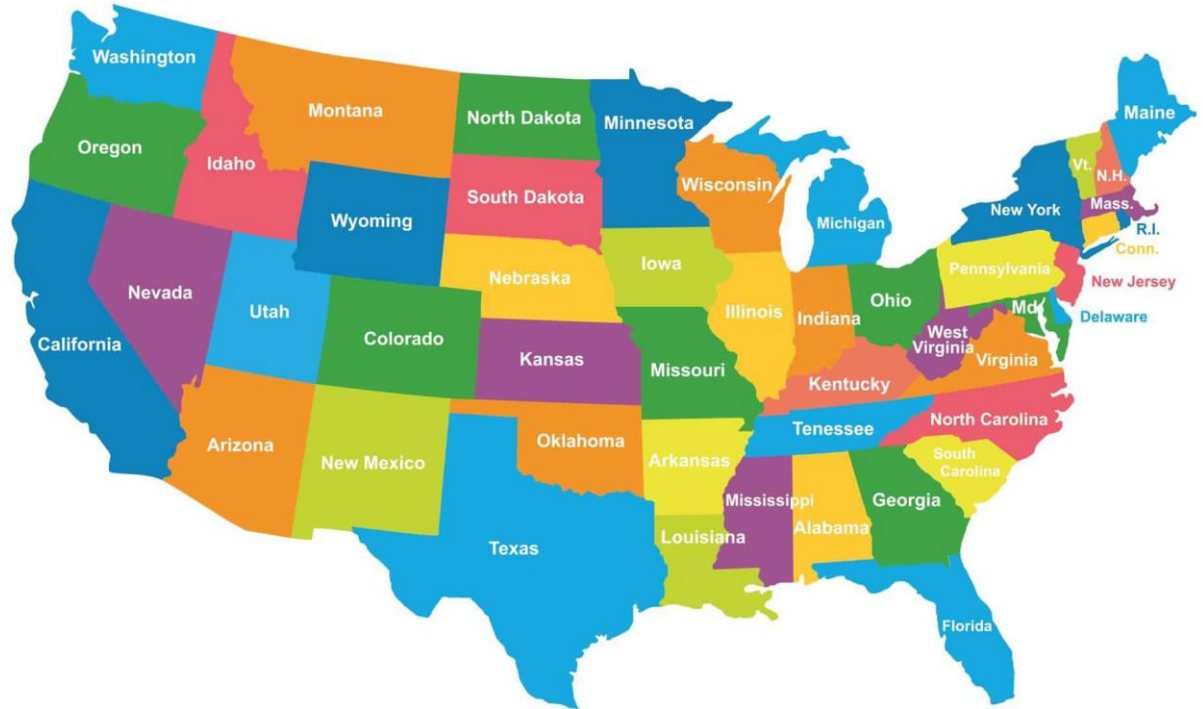 Washington
Montana
North Dakota
Minnesota
Maine
Oregon
Idaho
South Dakota
Wisconsin
Vt.
N.H.
Wyoming
Michigan
New York
Mass.
R.I.
Conn.
Nebraska
Iowa
Pennsylvania
New Jersey
Nevada
Utah
Colorado
Kansas
Missouri
Illinois
Indiana
Ohio
Md.
Delaware
California
West
Virginia
Virginia
Kentucky
Arizona
New Mexico
Oklahoma
Arkansas
Tenessee
North Carolina
South
Carolina
Mississippi
Alabama
Georgia
Texas
Louisiana
Florida